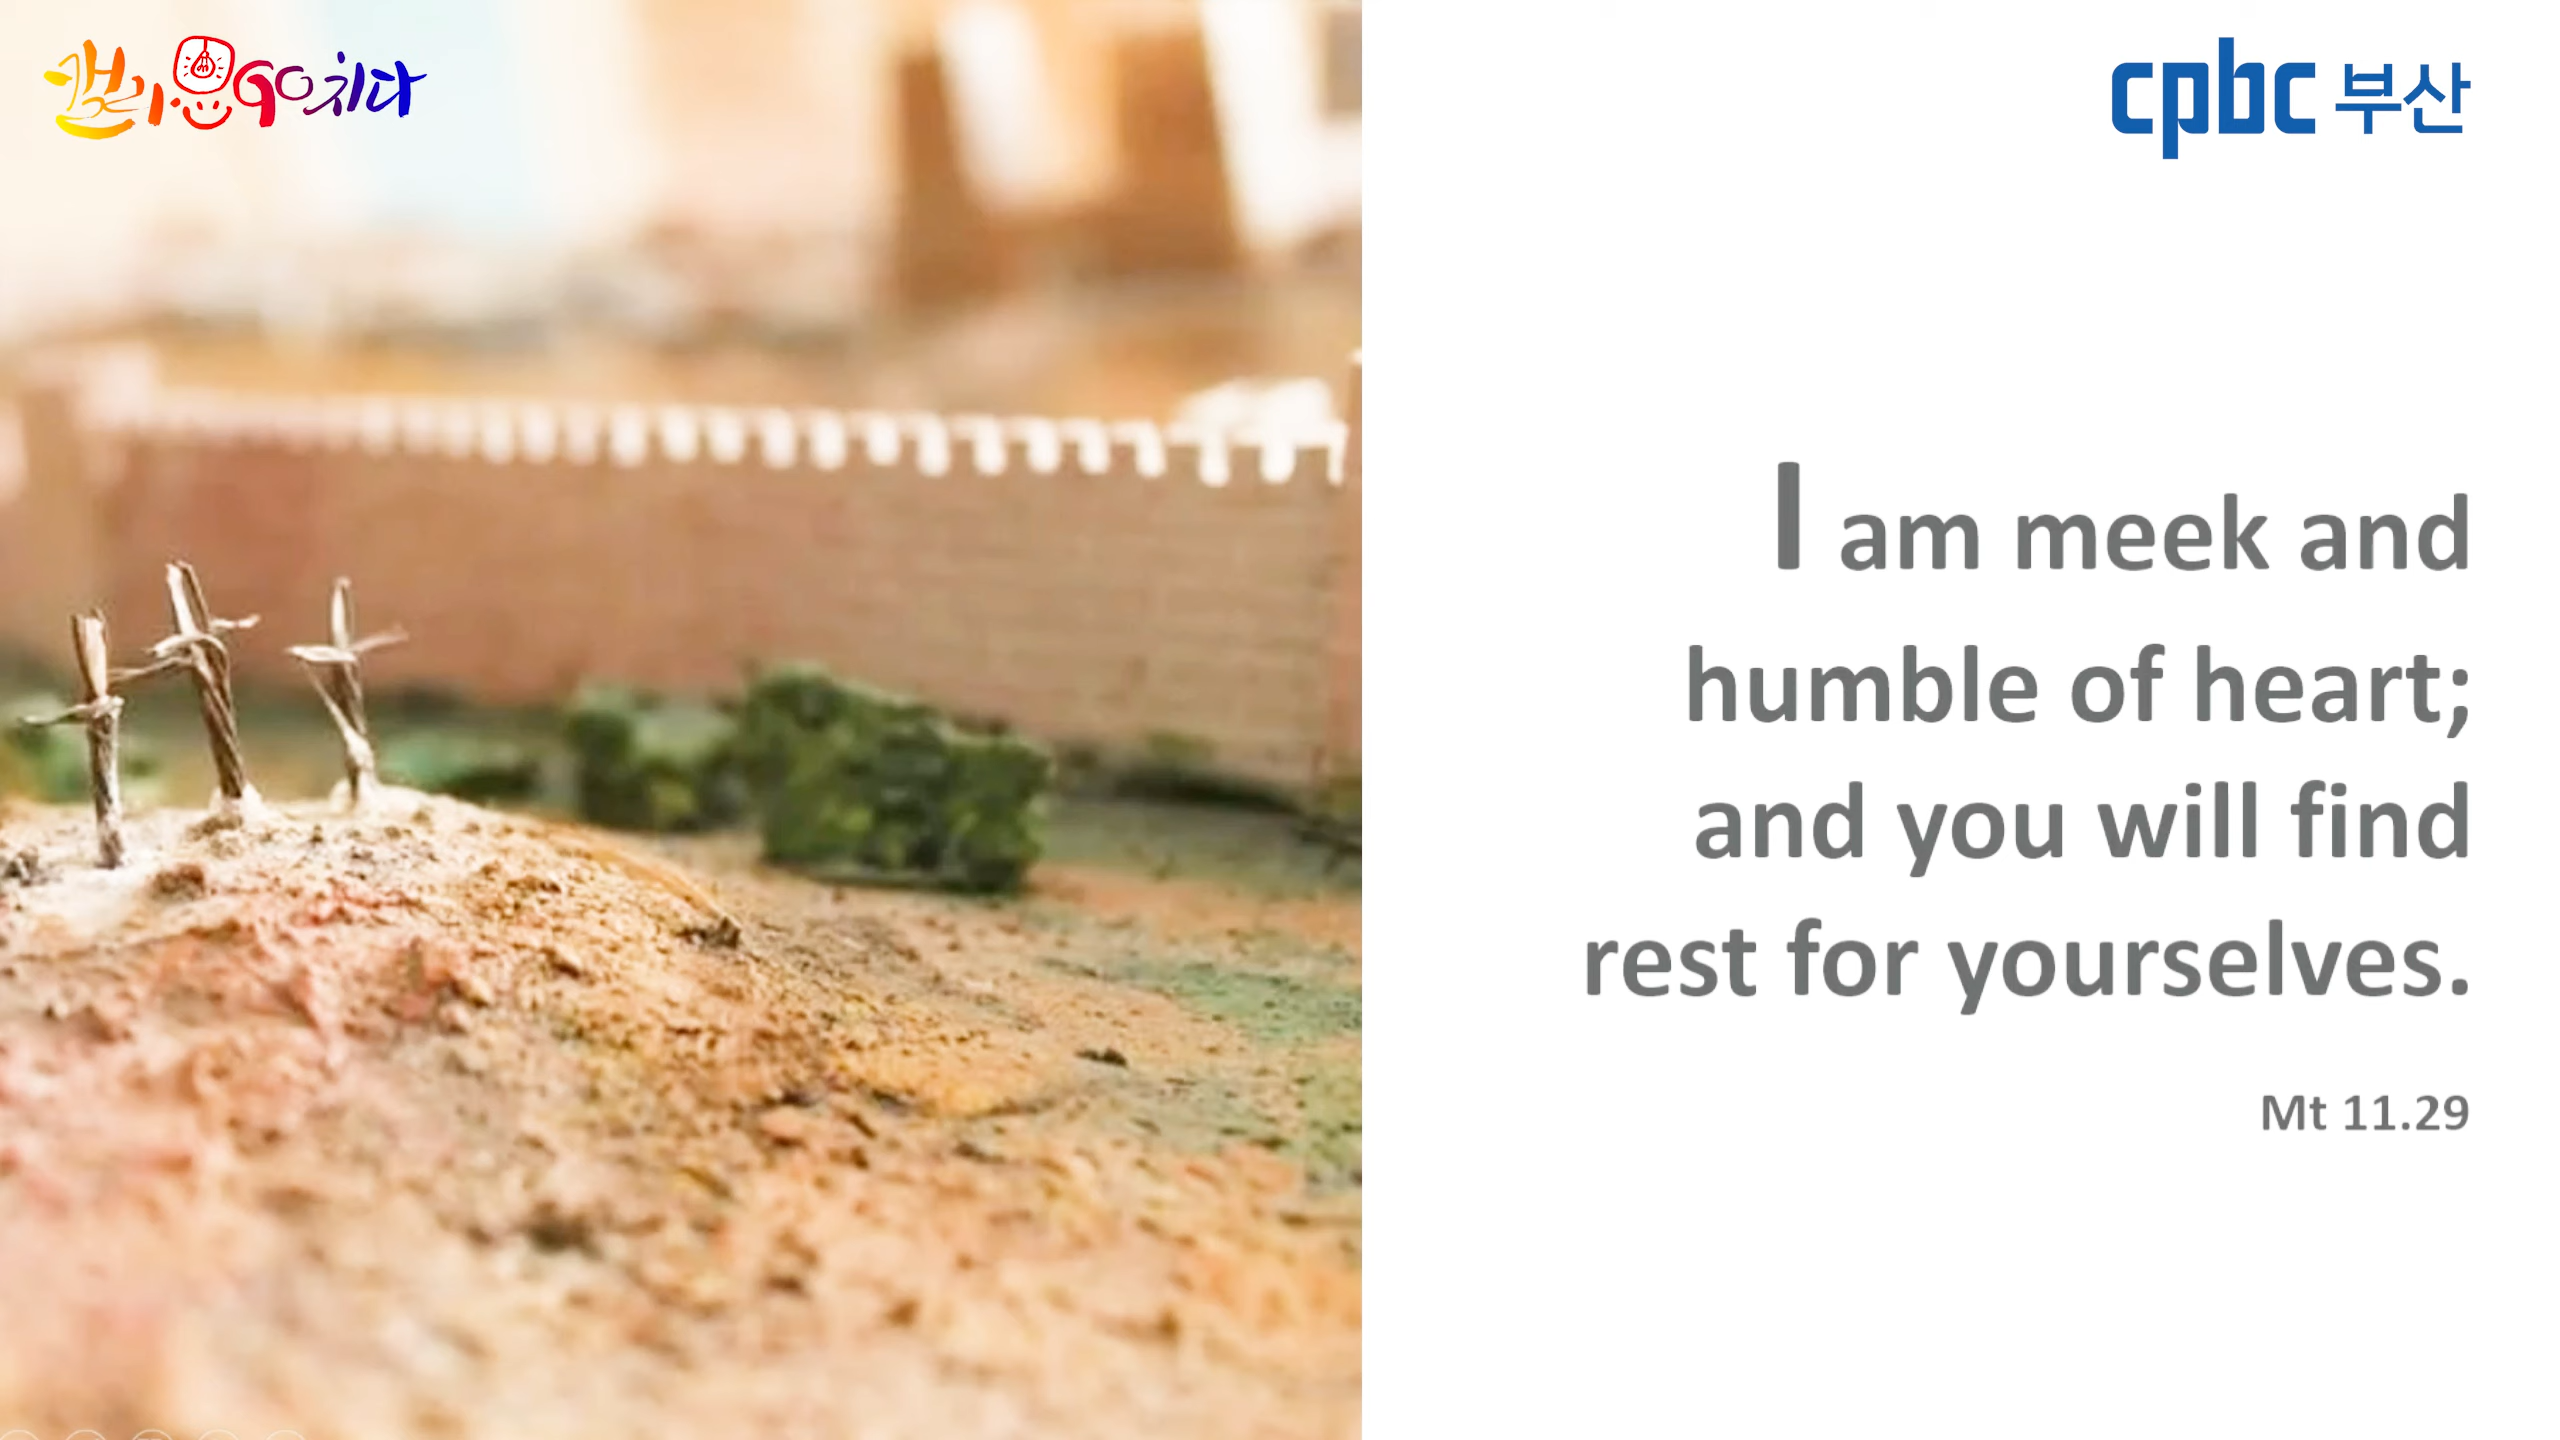 cpbc 부산
I am meek and
humble of heart;
and you will find
rest for yourselves.
Mt 11.29